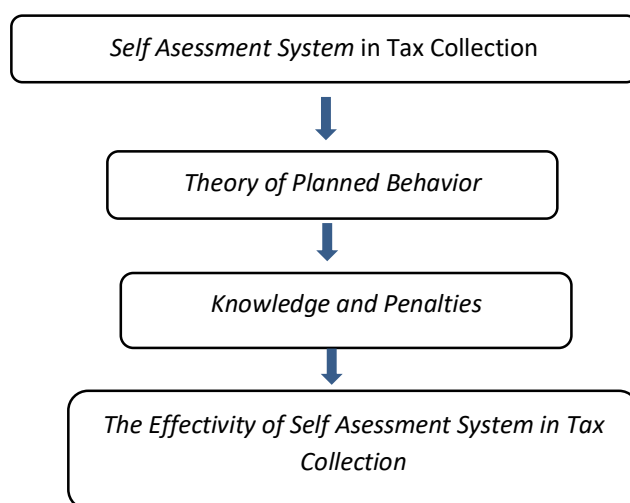 Self Asessment System in Tax Collection
Theory of Planned Behavior
Knowledge and Penalties
The Effectivity of Self Asessment System in Tax
Collection